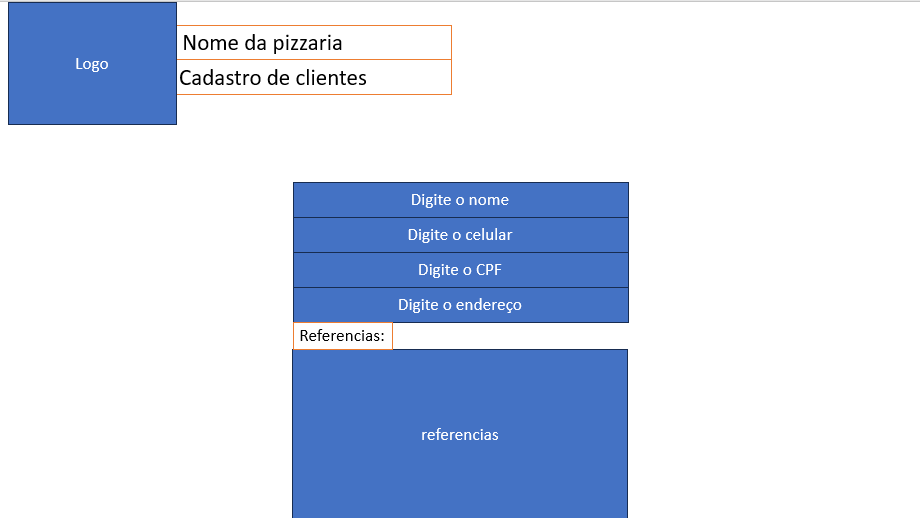 Logo
Nome da pizzaria
Cadastro de clientes
Digite o nome
Digite o celular
Digite o CPF
Digite o endereço
Referencias:
referencias